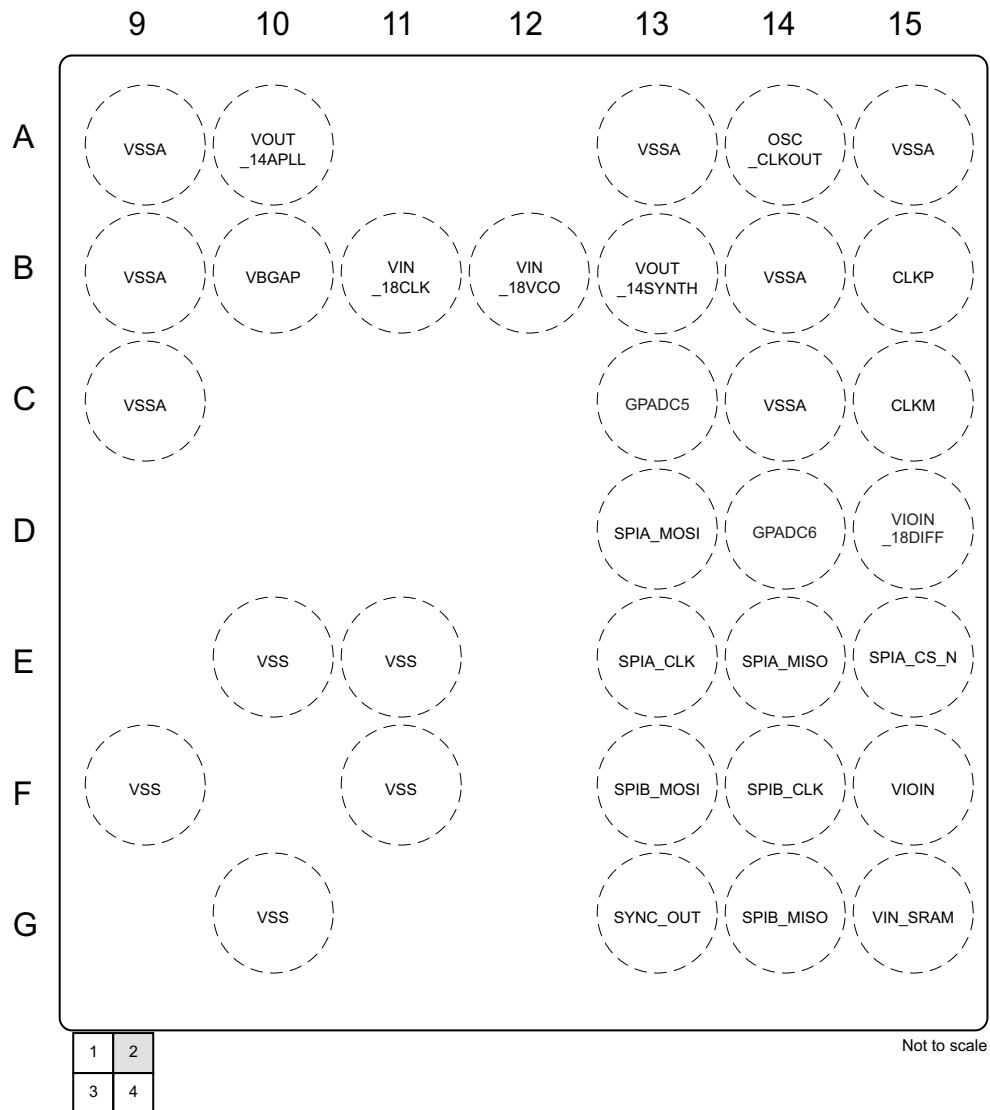 9 10 11 12 13 14 15
A
VSSA
VOUT
_14APLL
VSSA
OSC
_CLKOUT
VSSA
B
VSSA
VBGAP
VIN
_18CLK
VIN
_18VCO
VOUT
_14SYNTH
VSSA
CLKP
C
VSSA
GPADC5
VSSA
CLKM
D
SPIA_MOSI
GPADC6
VIOIN
_18DIFF
E
VSS
VSS
SPIA_CLK
SPIA_MISO
SPIA_CS_N
F
VSS
VSS
SPIB_MOSI
SPIB_CLK
VIOIN
G
VSS
SYNC_OUT
SPIB_MISO
VIN_SRAM
Not to scale
1 2
3 4